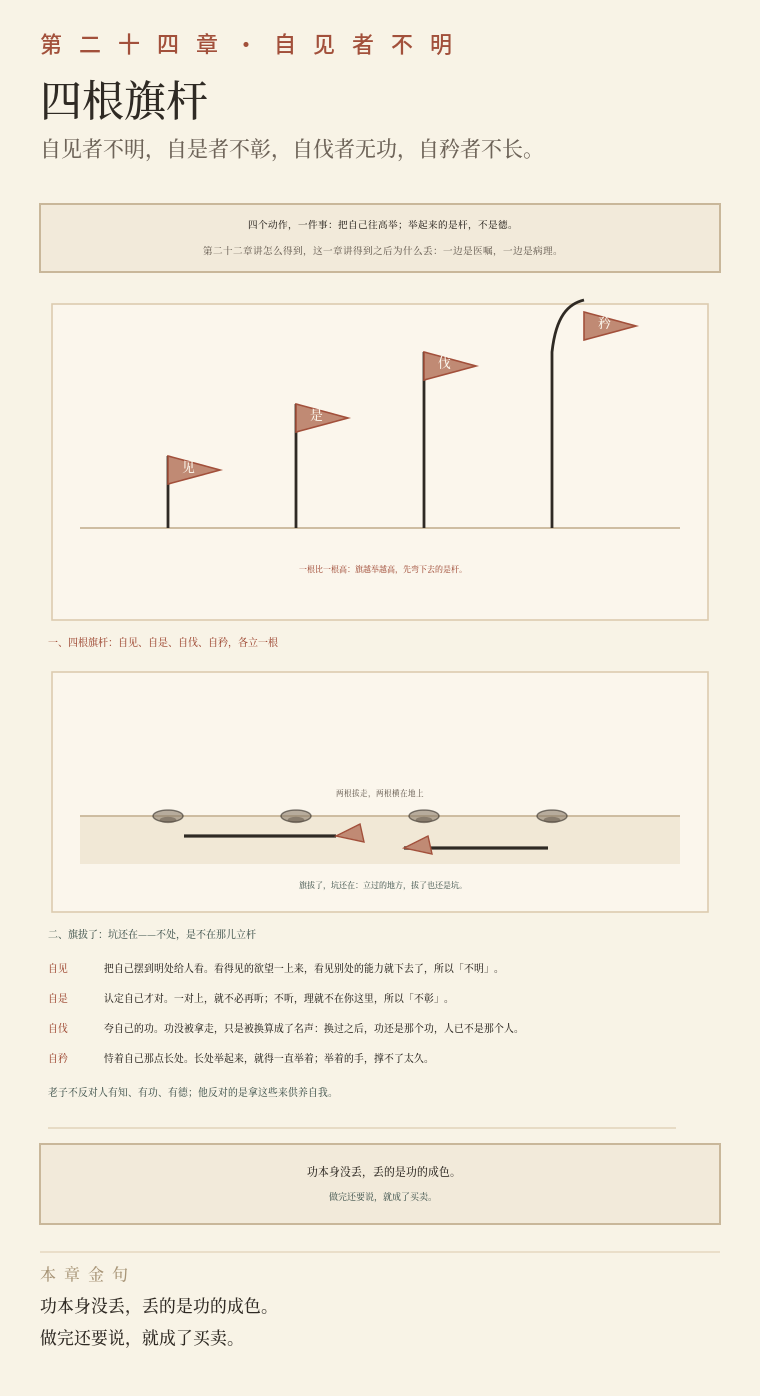 第二十四章·自见者不明
四根旗杆
自见者不明，自是者不彰，自伐者无功，自矜者不长。
四个动作，一件事：把自己往高举；举起来的是杆，不是德。
第二十二章讲怎么得到，这一章讲得到之后为什么丢：一边是医嘱，一边是病理。
矜
伐
是
见
一根比一根高：旗越举越高，先弯下去的是杆。
一、四根旗杆：自见、自是、自伐、自矜，各立一根
两根拔走，两根横在地上
旗拔了，坑还在：立过的地方，拔了也还是坑。
二、旗拔了：坑还在——不处，是不在那儿立杆
自见 把自己摆到明处给人看。看得见的欲望一上来，看见别处的能力就下去了，所以「不明」。
自是 认定自己才对。一对上，就不必再听；不听，理就不在你这里，所以「不彰」。
自伐 夸自己的功。功没被拿走，只是被换算成了名声：换过之后，功还是那个功，人已不是那个人。
自矜 恃着自己那点长处。长处举起来，就得一直举着；举着的手，撑不了太久。
老子不反对人有知、有功、有德；他反对的是拿这些来供养自我。
功本身没丢，丢的是功的成色。
做完还要说，就成了买卖。
本章金句
功本身没丢，丢的是功的成色。
做完还要说，就成了买卖。